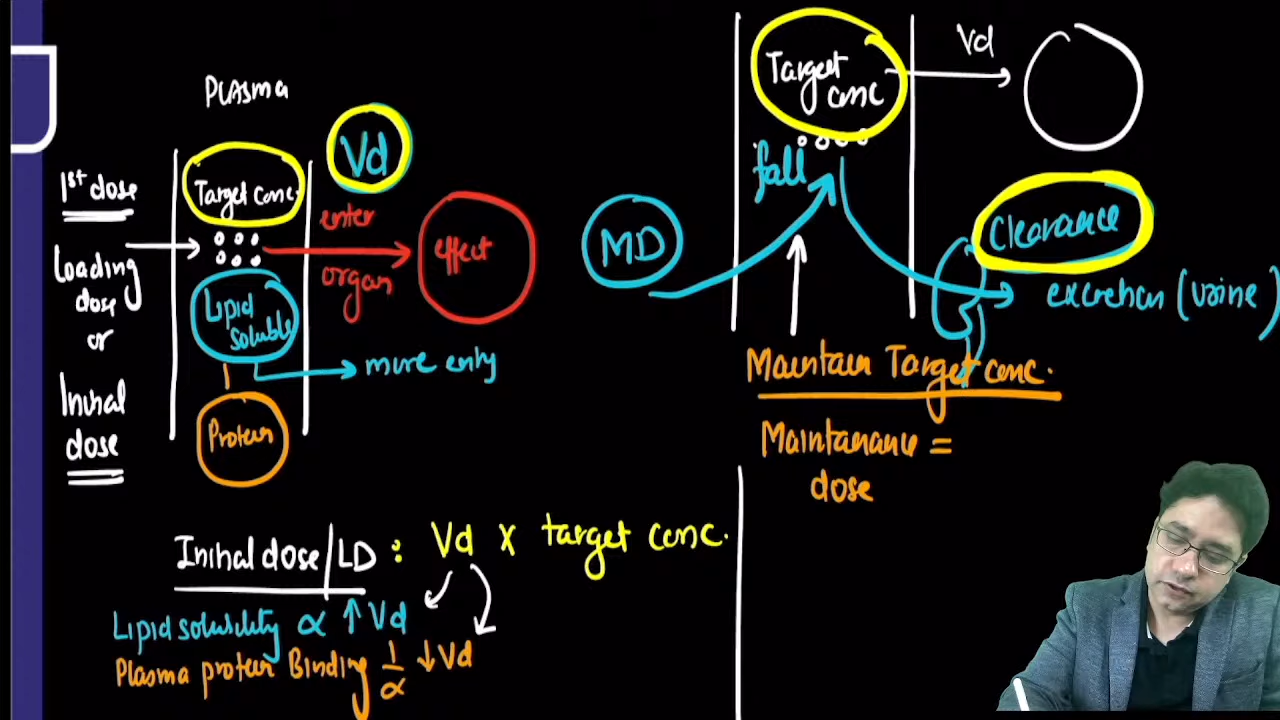 PLASMA
1st dose
Loading
dose
or
Inihal
dose
Target conc
Lipid
soluble
Protein
Vd
enter
organ
effect
more entry
Inihal dose/LD : Vd x target conc.
Lipid solubility α ↑ Vd
Plasma protein Binding 1/α ↓ Vd
Target
conc
Vd
fall
MD
Clearance
excretion (urine)
Maintain Target conc.
Maintanance =
dose